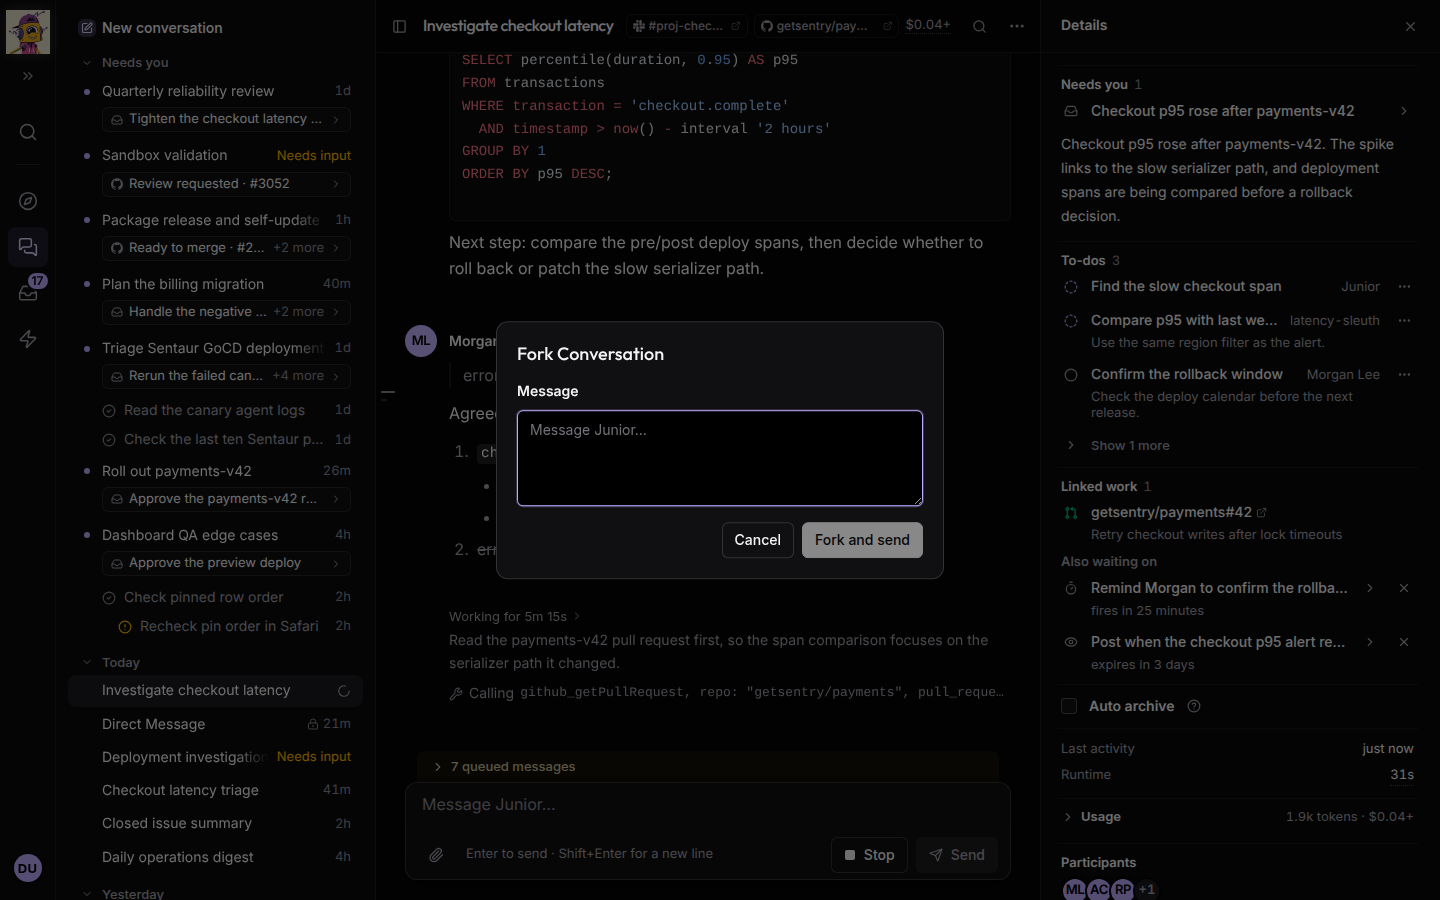 New conversation
Needs you
Quarterly reliability review 1d
Tighten the checkout latency ...
Sandbox validation Needs input
Review requested · #3052
Package release and self-update 1h
Ready to merge · #2... +2 more
17
Plan the billing migration 40m
Handle the negative ... +2 more
Triage Sentaur GoCD deployment 1d
Rerun the failed can... +4 more
Read the canary agent logs 1d
Check the last ten Sentaur p... 1d
Roll out payments-v42 26m
Approve the payments-v42 r...
Dashboard QA edge cases 4h
Approve the preview deploy
Check pinned row order 2h
Recheck pin order in Safari 2h
Today
Investigate checkout latency
Direct Message 21m
Deployment investigation Needs input
Checkout latency triage 41m
Closed issue summary 2h
Daily operations digest 4h
Yesterday
DU
Investigate checkout latency #proj-chec... getsentry/pay... $0.04+
SELECT percentile(duration, 0.95) AS p95
FROM transactions
WHERE transaction = 'checkout.complete'
AND timestamp > now() - interval '2 hours'
GROUP BY 1
ORDER BY p95 DESC;
Next step: compare the pre/post deploy spans, then decide whether to
roll back or patch the slow serializer path.
ML
1.
2.
Fork Conversation
Message
Message Junior...
Cancel Fork and send
Working for 5m 15s
Read the payments-v42 pull request first, so the span comparison focuses on the
serializer path it changed.
Calling github_getPullRequest, repo: "getsentry/payments", pull_reque...
7 queued messages
Message Junior...
Enter to send · Shift+Enter for a new line Stop Send
Details
Needs you 1
Checkout p95 rose after payments-v42
Checkout p95 rose after payments-v42. The spike
links to the slow serializer path, and deployment
spans are being compared before a rollback
decision.
To-dos 3
Find the slow checkout span Junior
Compare p95 with last we... latency-sleuth
Use the same region filter as the alert.
Confirm the rollback window Morgan Lee
Check the deploy calendar before the next
release.
Show 1 more
Linked work 1
getsentry/payments#42
Retry checkout writes after lock timeouts
Also waiting on
Remind Morgan to confirm the rollba...
fires in 25 minutes
Post when the checkout p95 alert re...
expires in 3 days
Auto archive
Last activity just now
Runtime 31s
Usage 1.9k tokens · $0.04+
Participants
ML AC RP +1